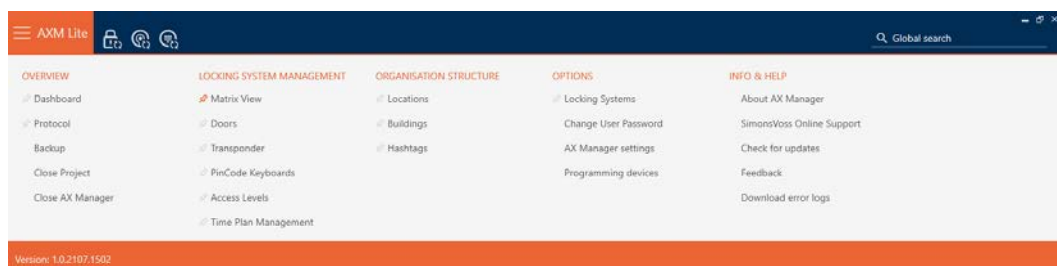 AXM Lite
Global search
OVERVIEW
Dashboard
Protocol
Backup
Close Project
Close AX Manager
LOCKING SYSTEM MANAGEMENT
Matrix View
Doors
Transponder
PinCode Keyboards
Access Levels
Time Plan Management
ORGANISATION STRUCTURE
Locations
Buildings
Hashtags
OPTIONS
Locking Systems
Change User Password
AX Manager settings
Programming devices
INFO & HELP
About AX Manager
SimonsVoss Online Support
Check for updates
Feedback
Download error logs
Version: 1.0.2107.1502